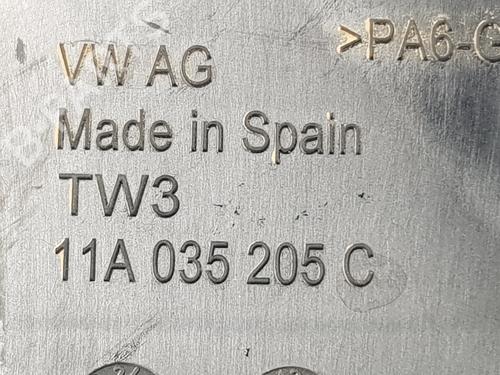 VW AG
>PA6-G
Made in Spain
TW3
11A 035 205 C